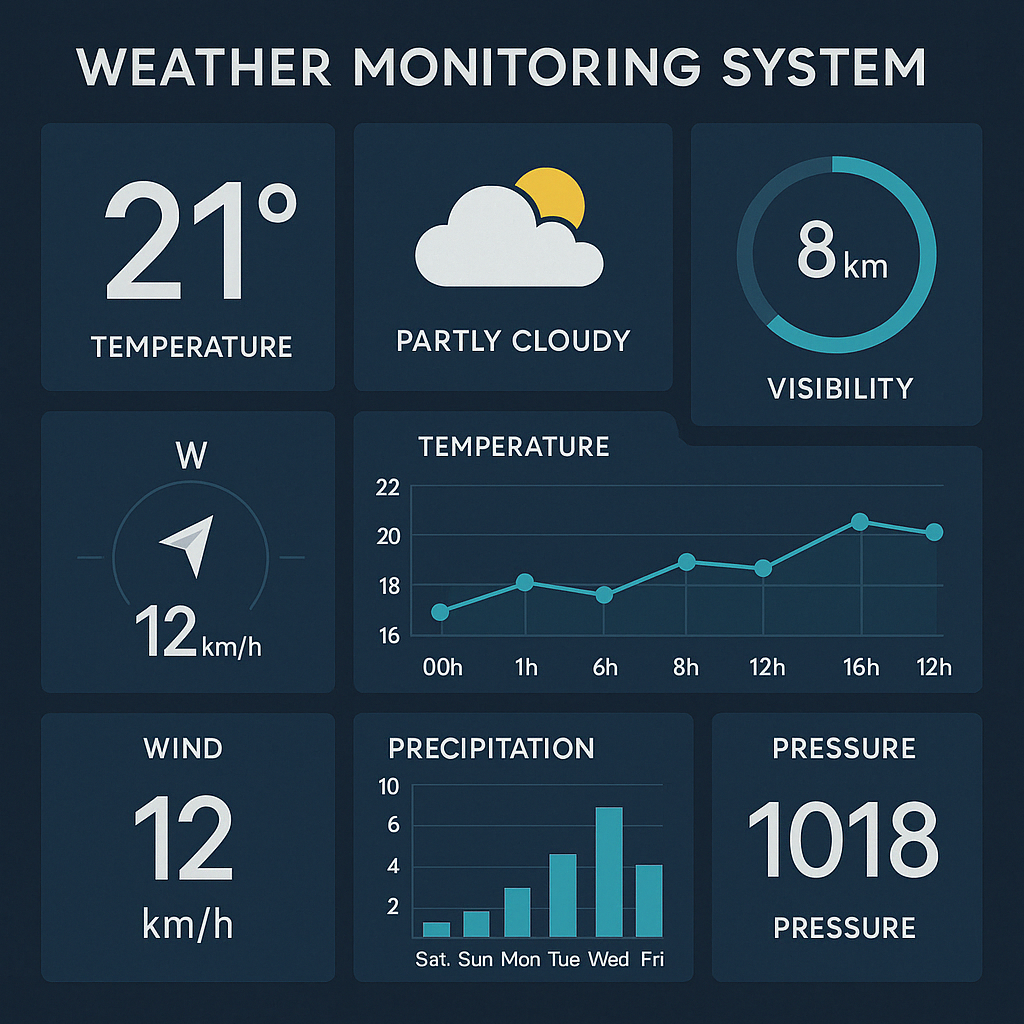 WEATHER MONITORING SYSTEM
21°
TEMPERATURE
PARTLY CLOUDY
8 km
VISIBILITY
W
12 km/h
TEMPERATURE
22
20
18
16
00h 1h 6h 8h 12h 16h 12h
WIND
12
km/h
PRECIPITATION
10
6
4
2
Sat. Sun Mon Tue Wed Fri
PRESSURE
1018
PRESSURE